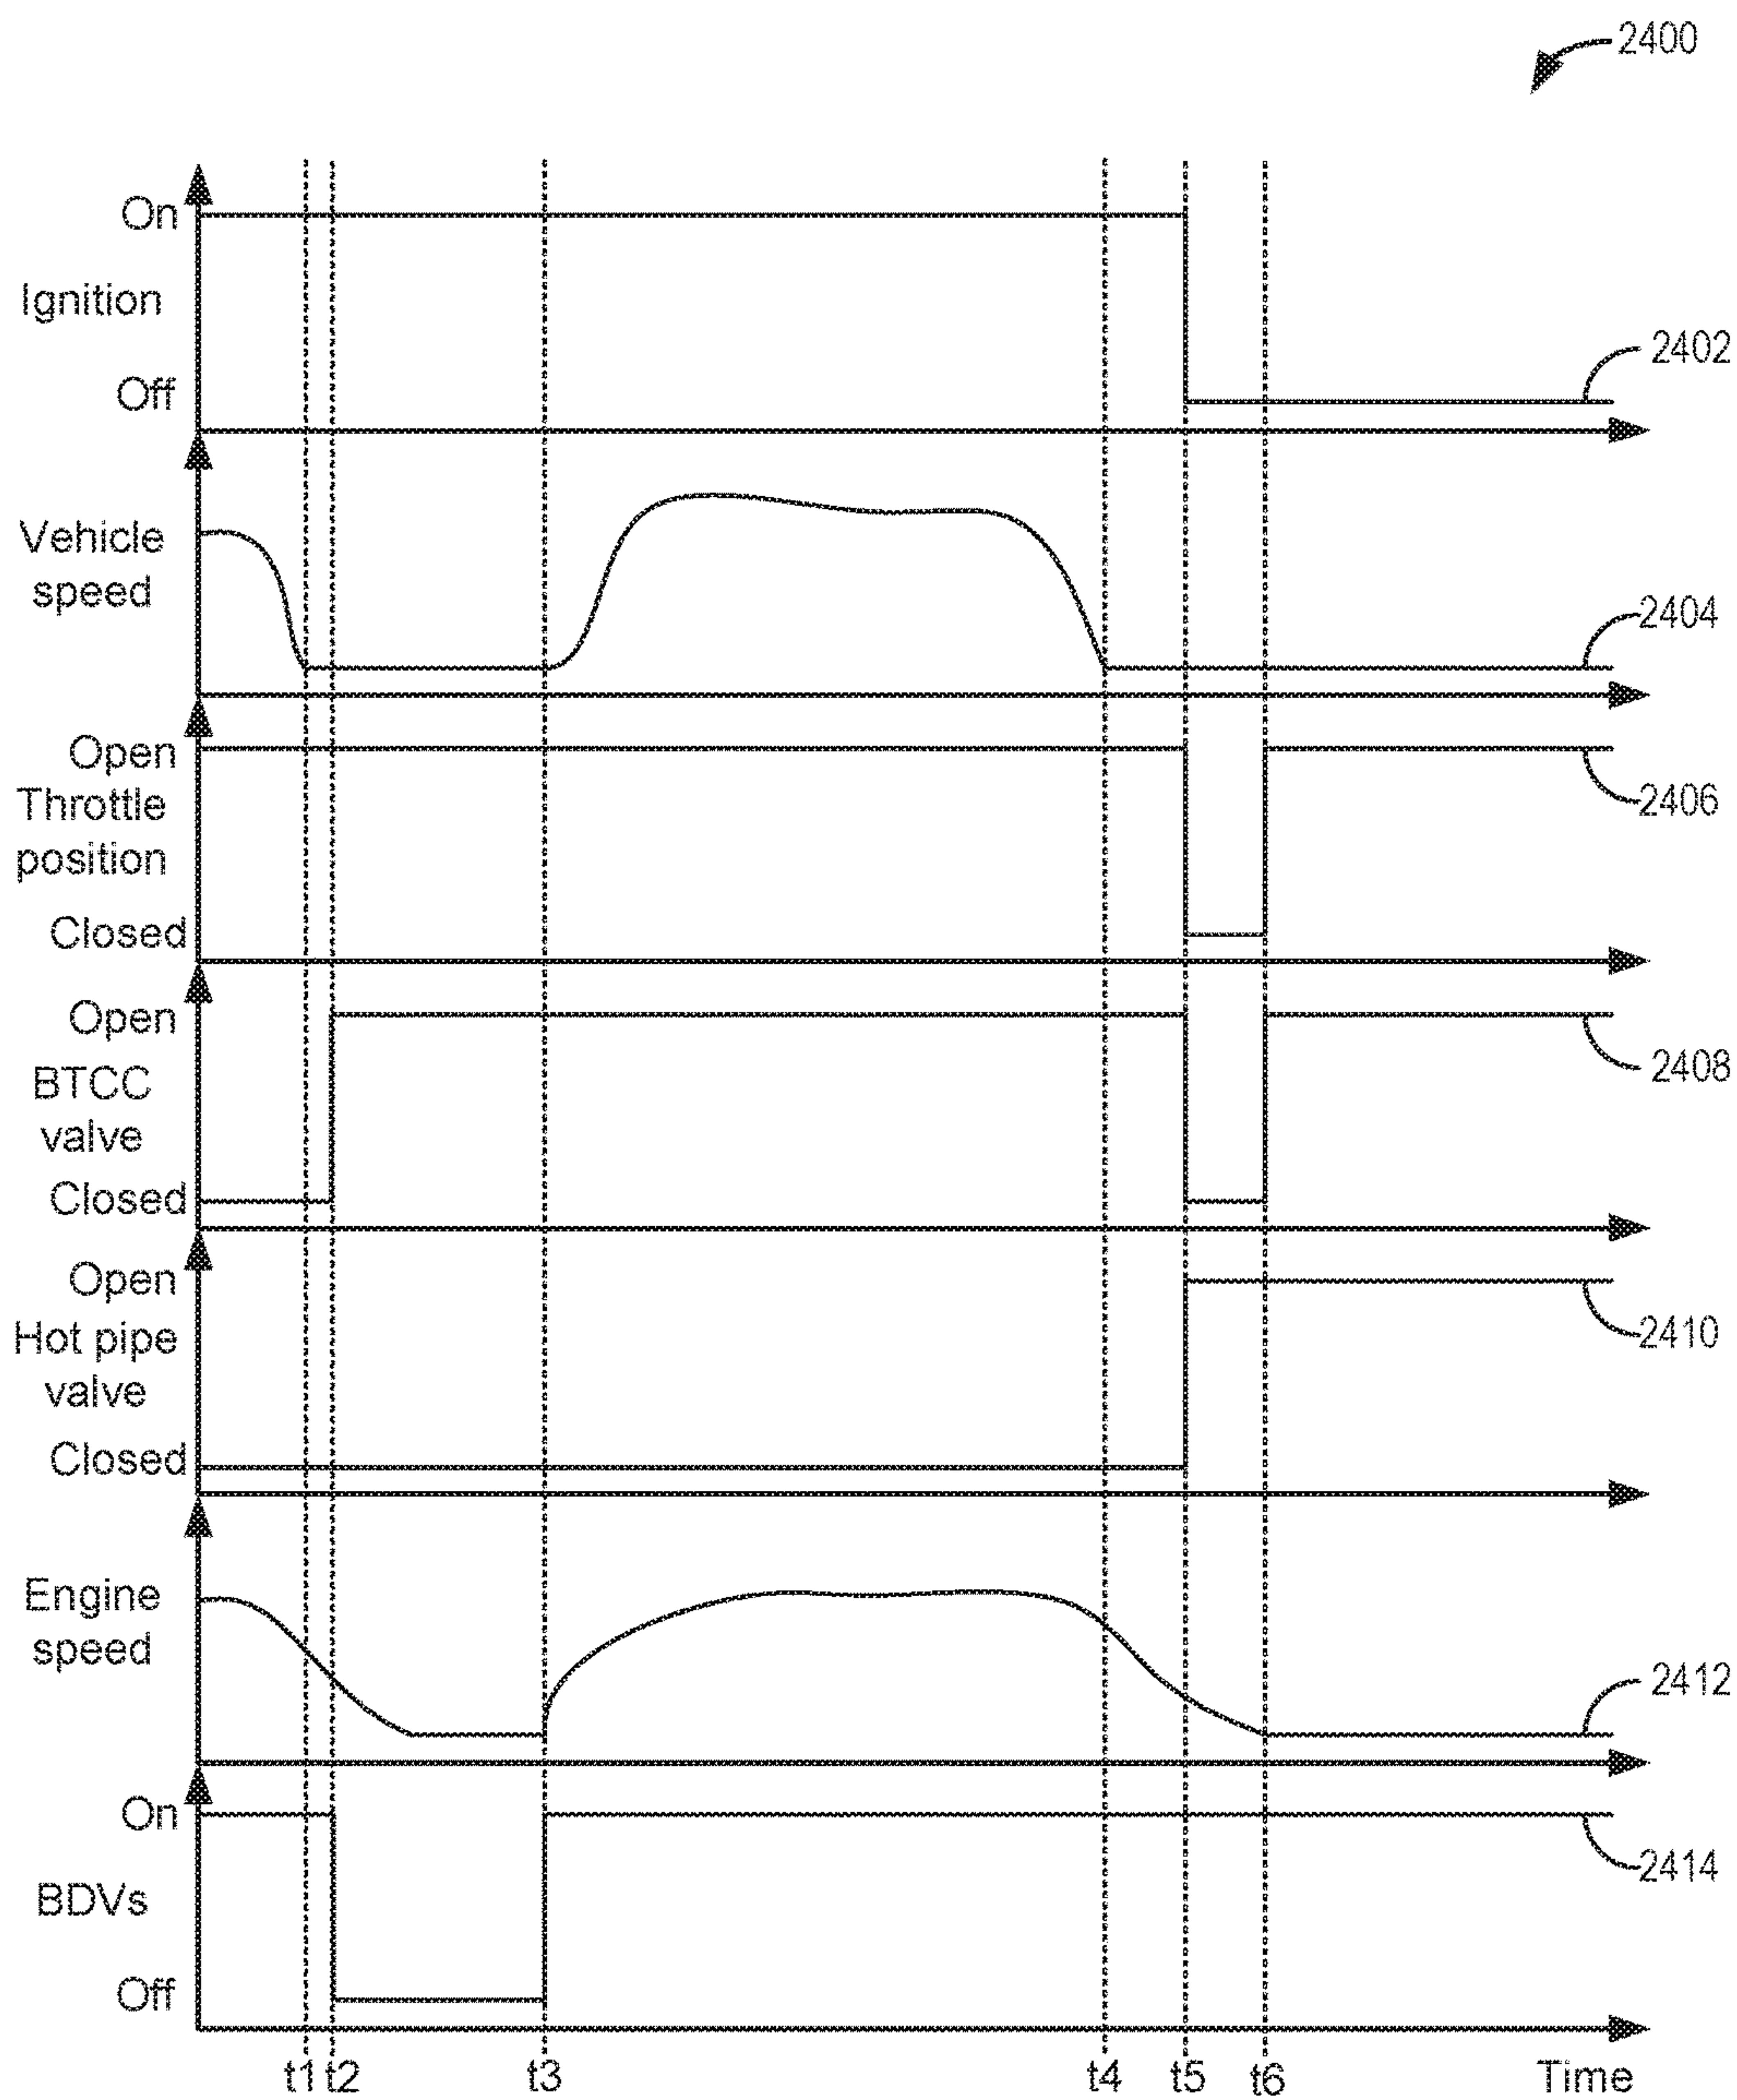 2400
On
Ignition
Off
2402
Vehicle
speed
2404
Open
Throttle
position
Closed
2406
Open
BTCC
valve
Closed
2408
Open
Hot pipe
valve
Closed
2410
Engine
speed
2412
On
BDVs
Off
2414
t1 t2 t3 t4 t5 t6 Time